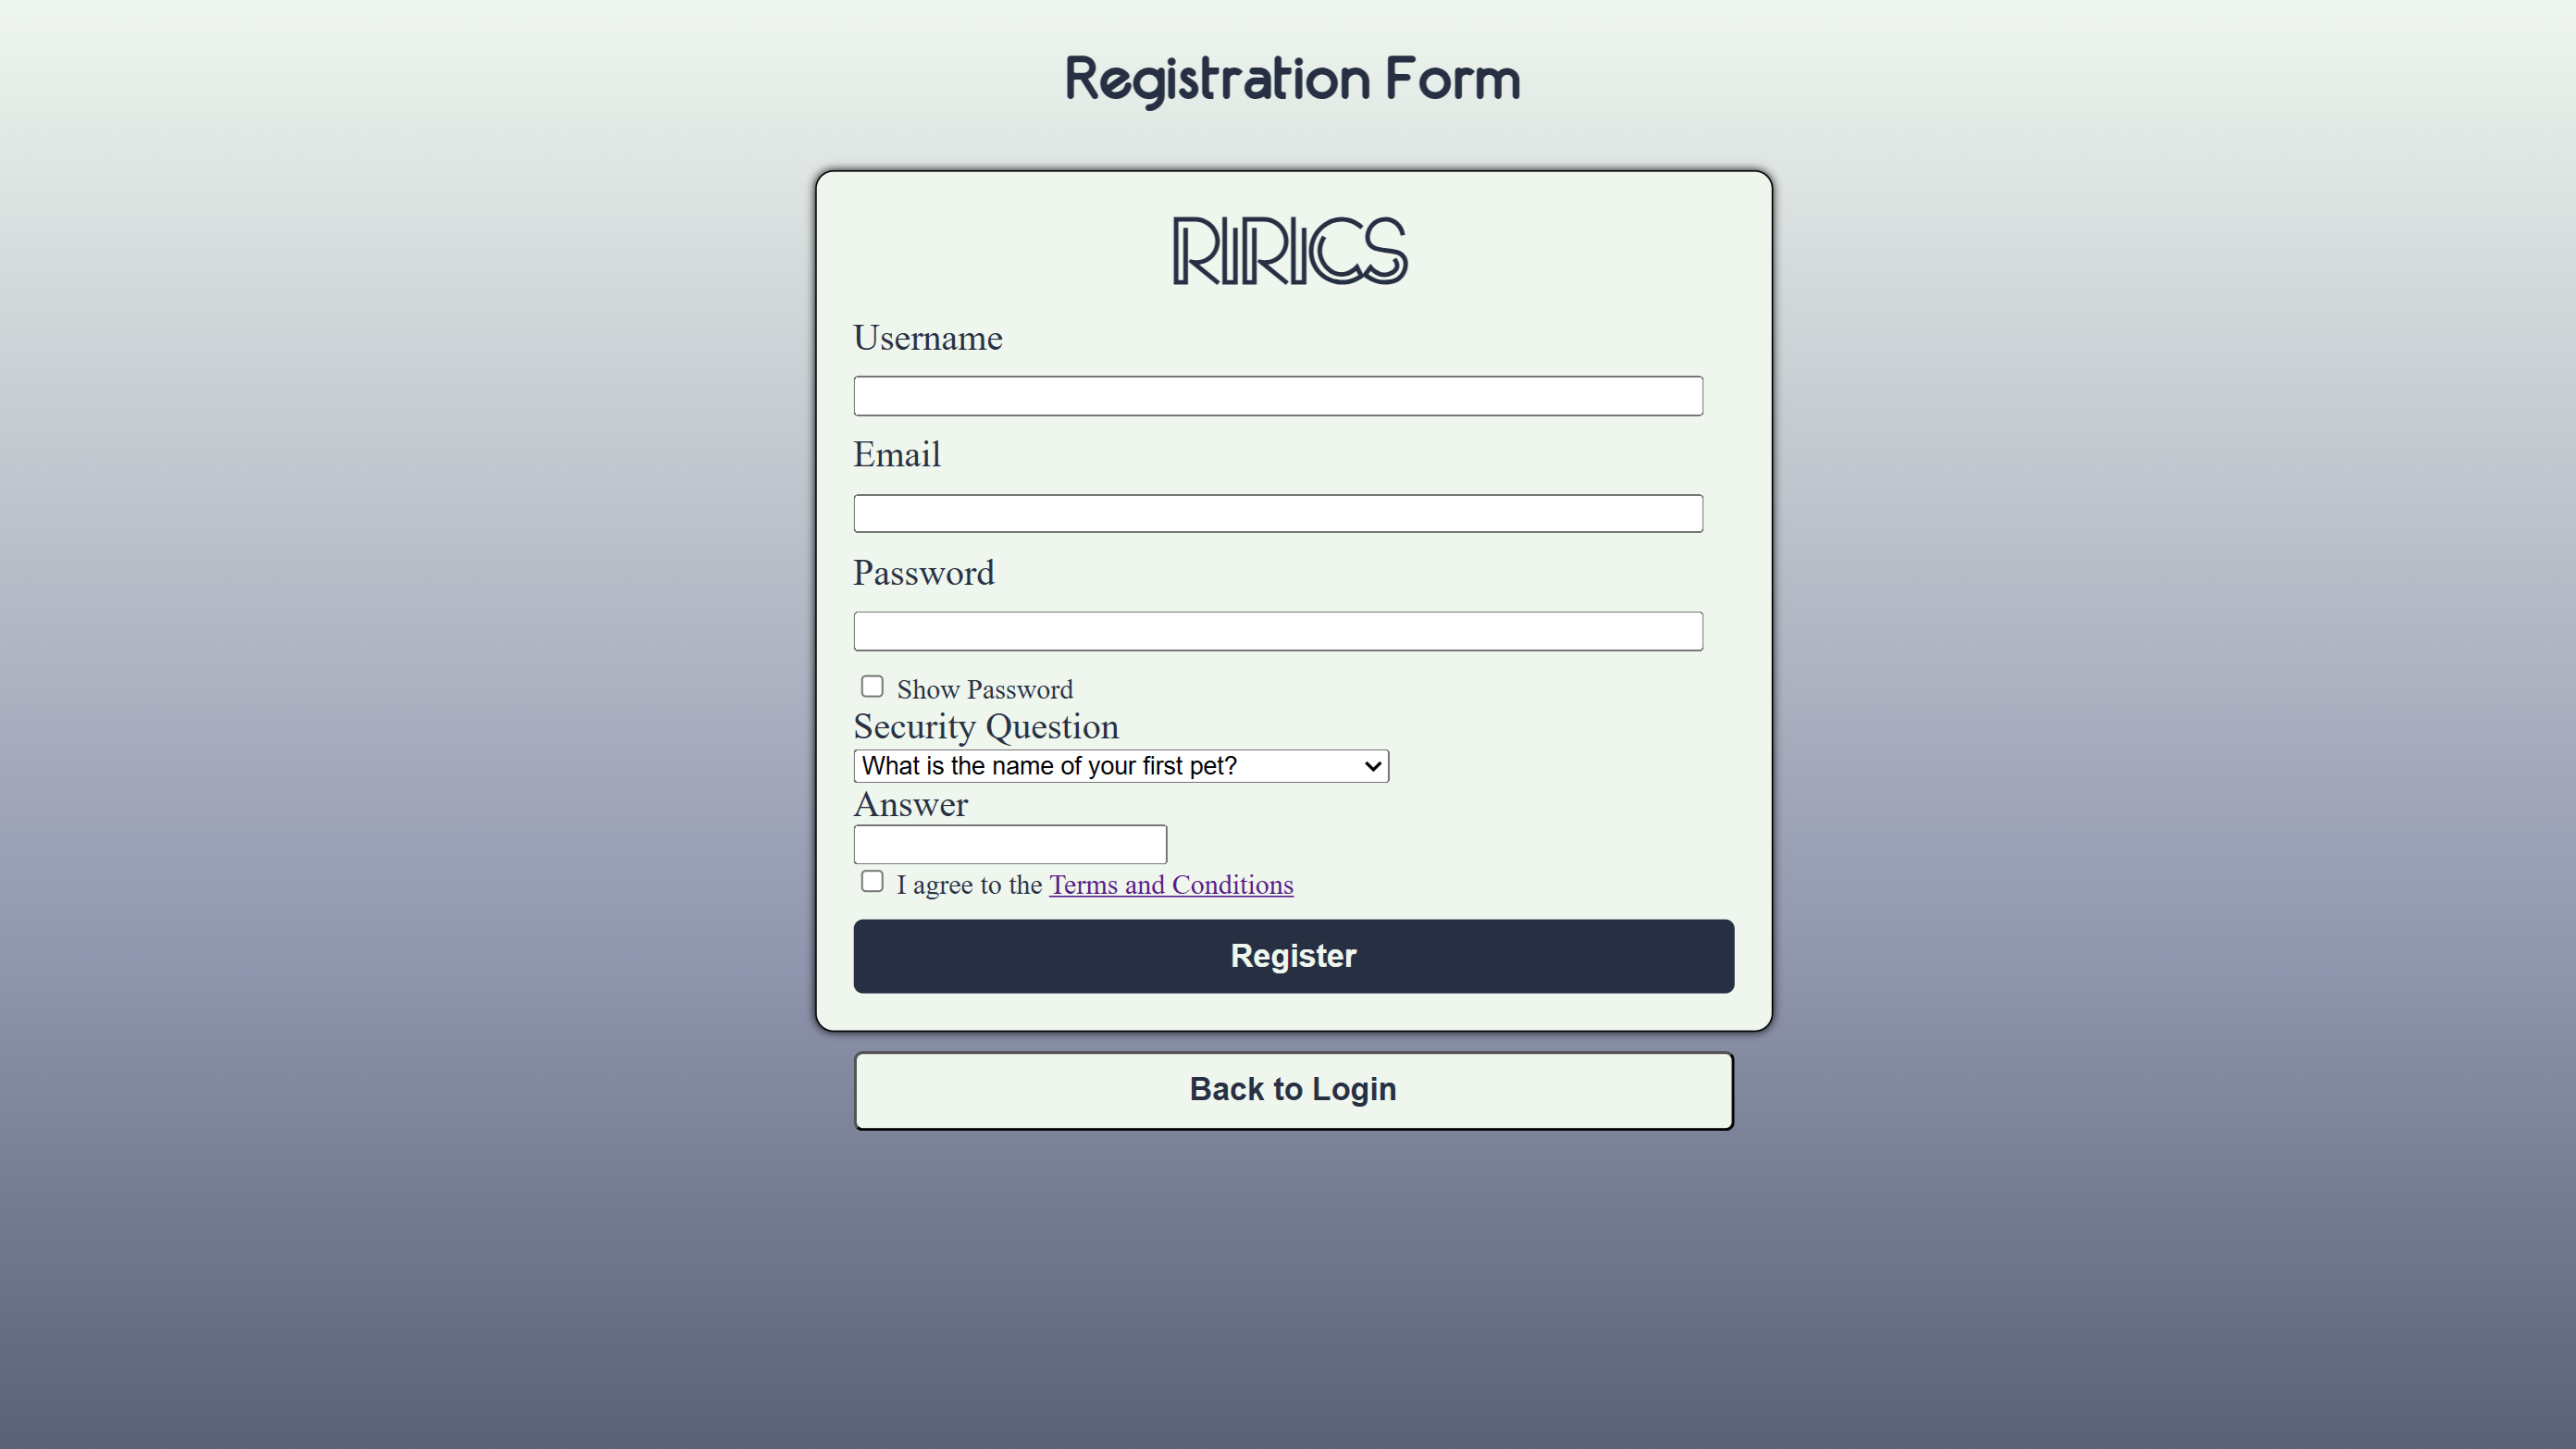 Registration Form
RIRICS
Username
Email
Password
Show Password
Security Question
What is the name of your first pet?
Answer
I agree to the Terms and Conditions
Register
Back to Login